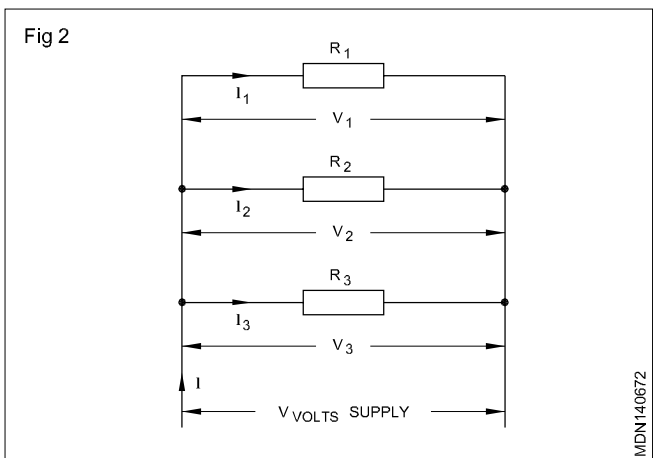 Fig 2
R1
I1
V1
R2
I2
V2
R3
I3
V3
I
V VOLTS SUPPLY
MDN140672